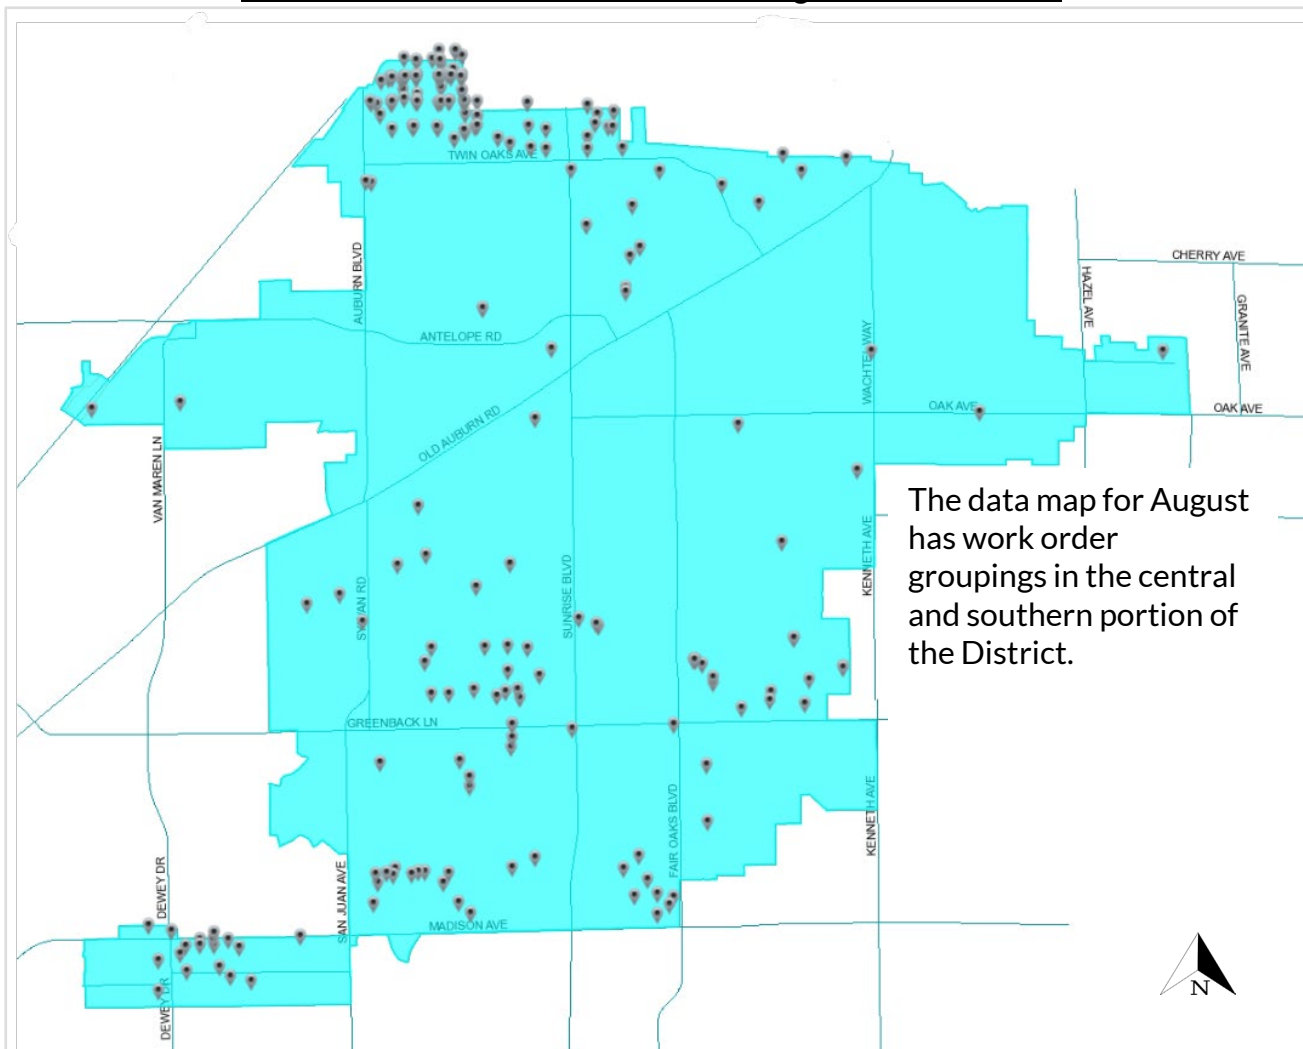 TWIN OAKS AVE
AUBURN BLVD
CHERRY AVE
HAZEL AVE
GRANITE AVE
ANTELOPE RD
WACHTEL WAY
OAK AVE
OAK AVE
OLD AUBURN RD
VAN MAREN LN
The data map for August
has work order
groupings in the central
and southern portion of
the District.
KENNETH AVE
SUNRISE BLVD
SYLVAN RD
GREENBACK LN
FAIR OAKS BLVD
KENNETH AVE
DEWEY DR
SAN JUAN AVE
MADISON AVE
DEWEY DR
N